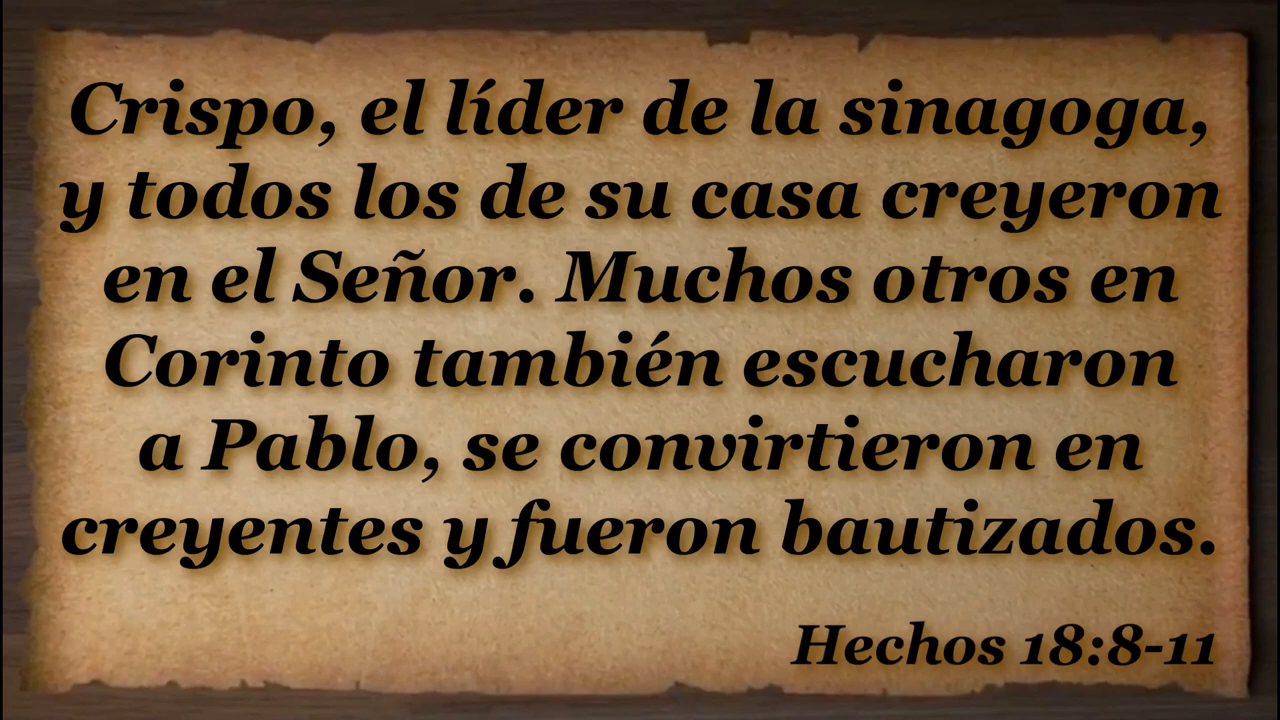 Crispo, el líder de la sinagoga,
y todos los de su casa creyeron
en el Señor. Muchos otros en
Corinto también escucharon
a Pablo, se convirtieron en
creyentes y fueron bautizados.
Hechos 18:8-11